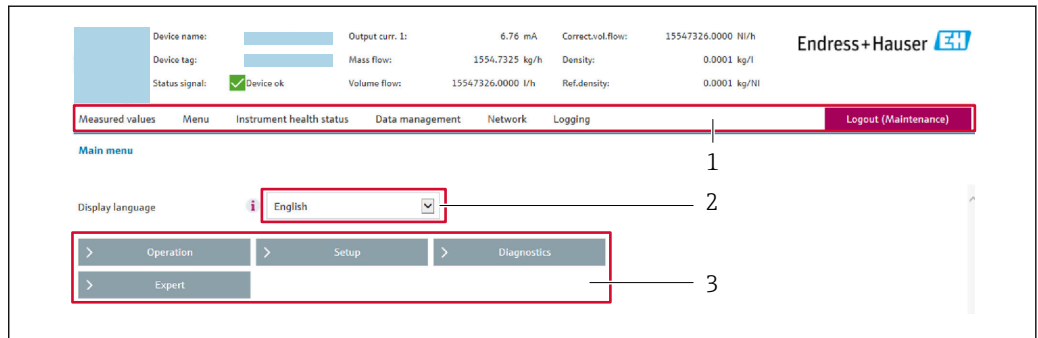 Device name: Output curr. 1: 6.76 mA Correct.vol.flow: 15547326.0000 Nl/h
Endress+Hauser EH
Device tag: Mass flow: 1554.7325 kg/h Density: 0.0001 kg/l
Status signal: Device ok Volume flow: 15547326.0000 l/h Ref.density: 0.0001 kg/Nl
Measured values Menu Instrument health status Data management Network Logging Logout (Maintenance)
1
Main menu
Display language i English 2
> Operation > Setup > Diagnostics
> Expert 3